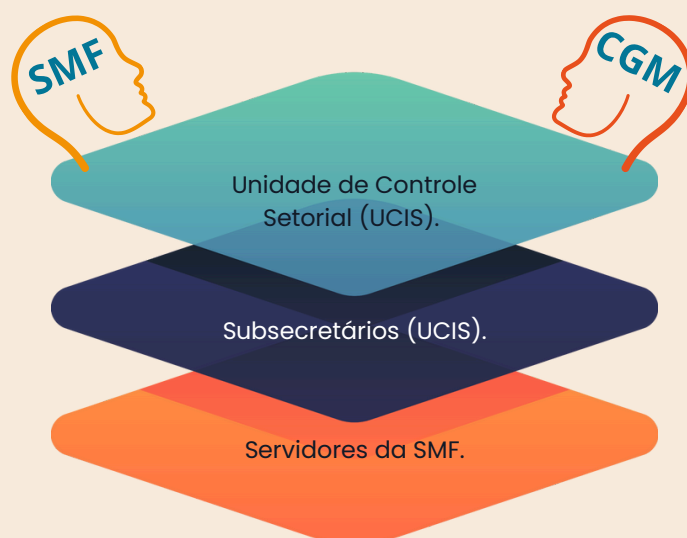 SMF
CGM
Unidade de Controle
Setorial (UCIS).
Subsecretários (UCIS).
Servidores da SMF.